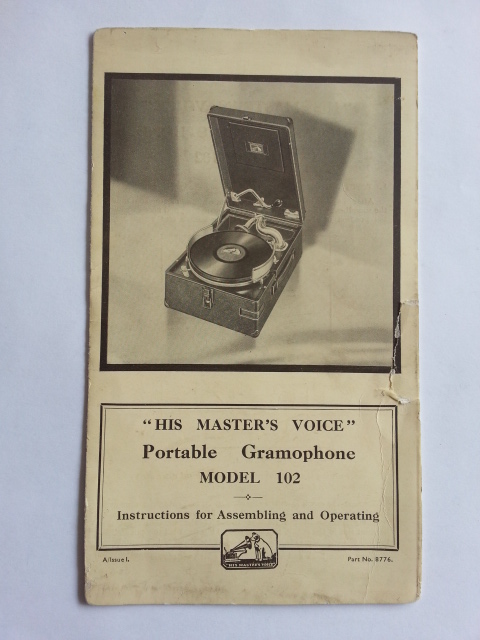 "HIS MASTER'S VOICE"
Portable Gramophone
MODEL 102
Instructions for Assembling and Operating
"HIS MASTER'S VOICE"
A/Issue I.
Part No. 8776.